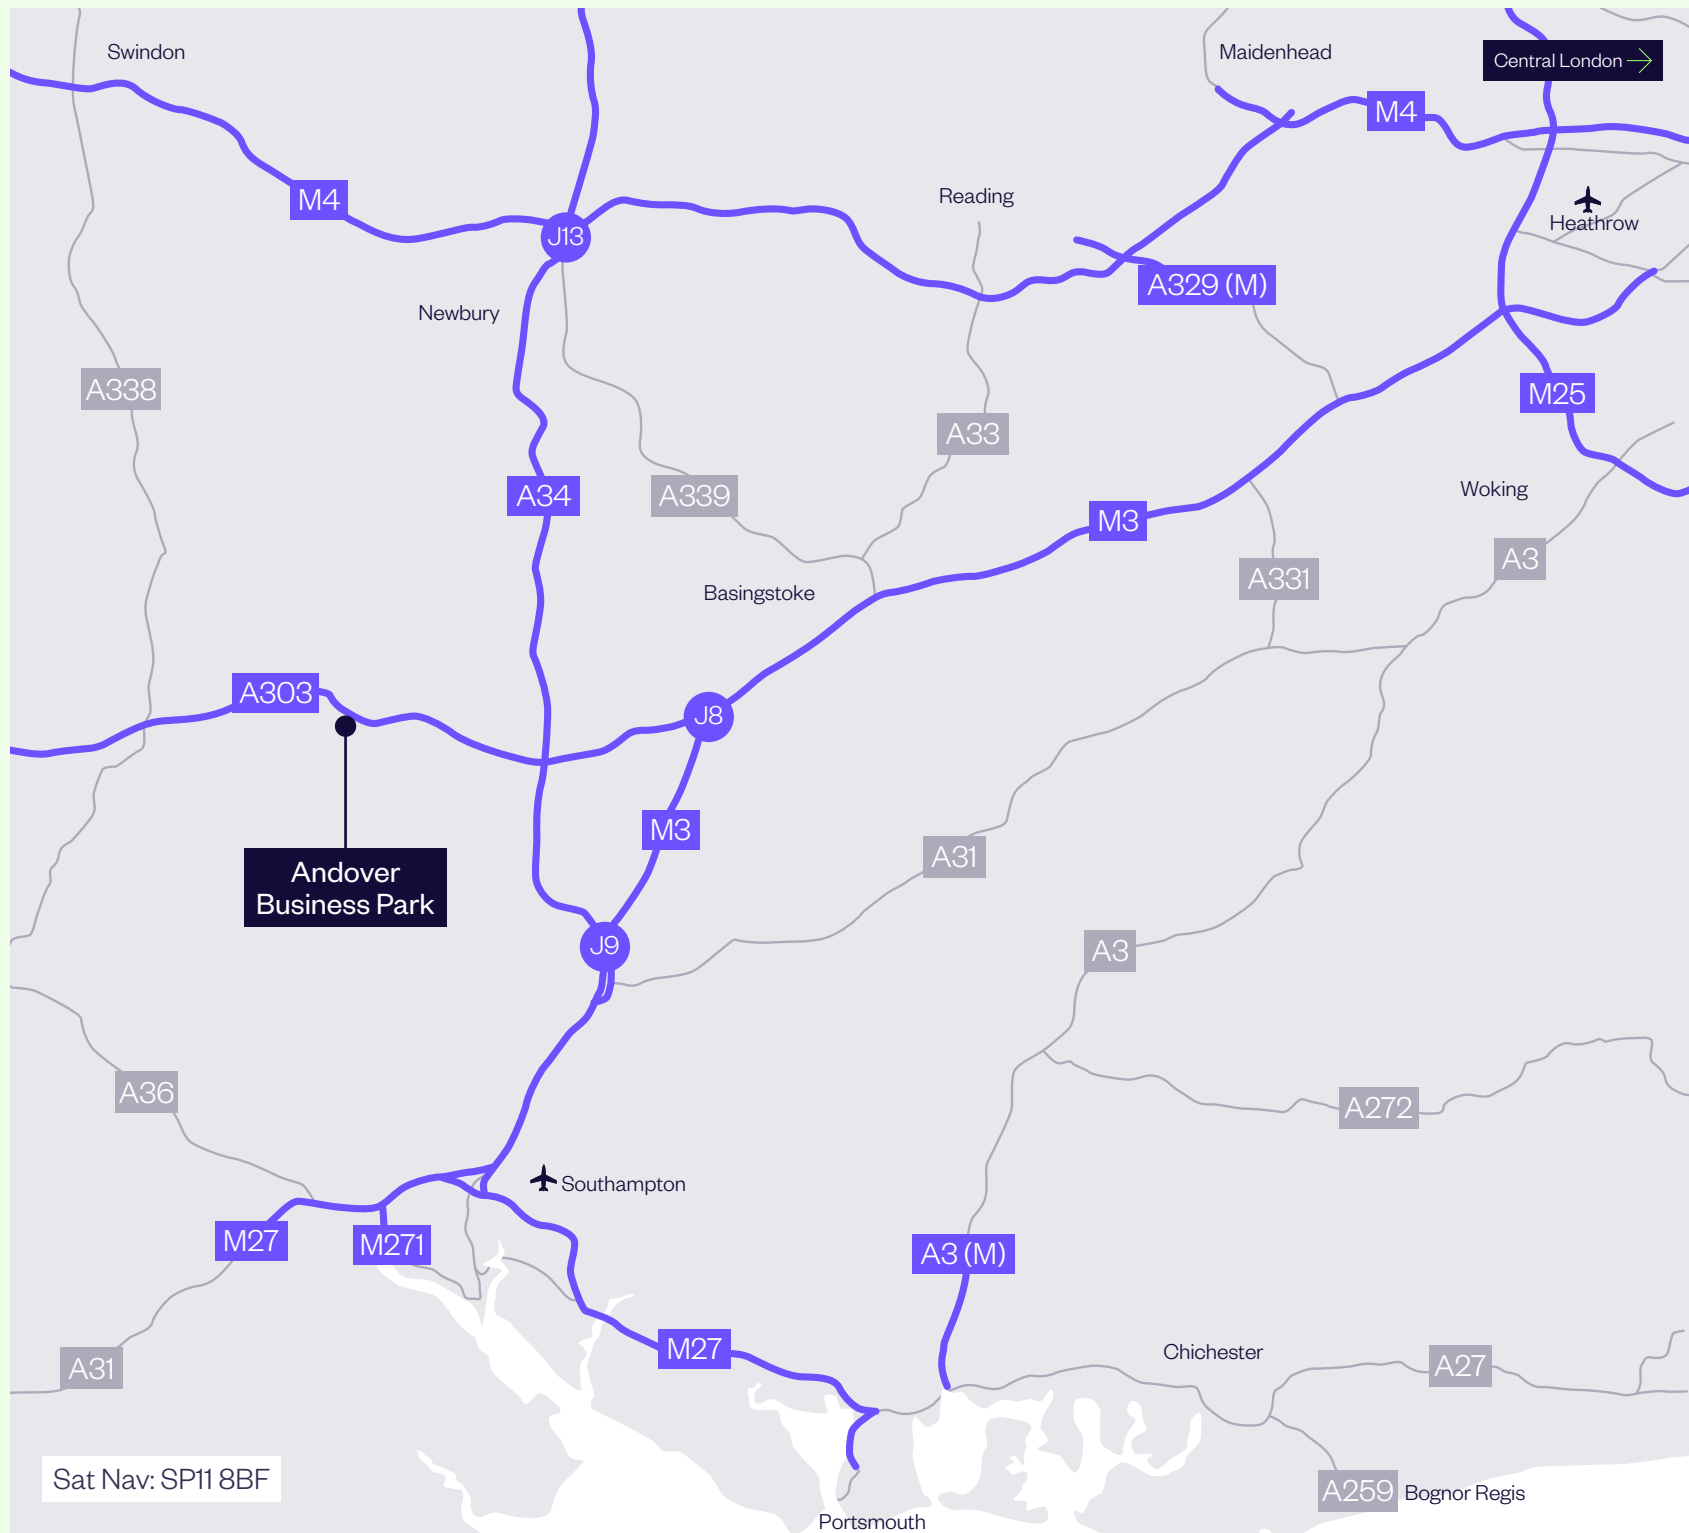 Swindon
Maidenhead
Central London
M4
M4
Reading
Heathrow
J13
A329 (M)
Newbury
A338
M25
A33
A34
A339
Woking
M3
A3
A331
Basingstoke
A303
J8
M3
A31
Andover
Business Park
J9
A3
A36
A272
Southampton
M27
M271
A3 (M)
M27
Chichester
A31
A27
Sat Nav: SP11 8BF
A259
Bognor Regis
Portsmouth